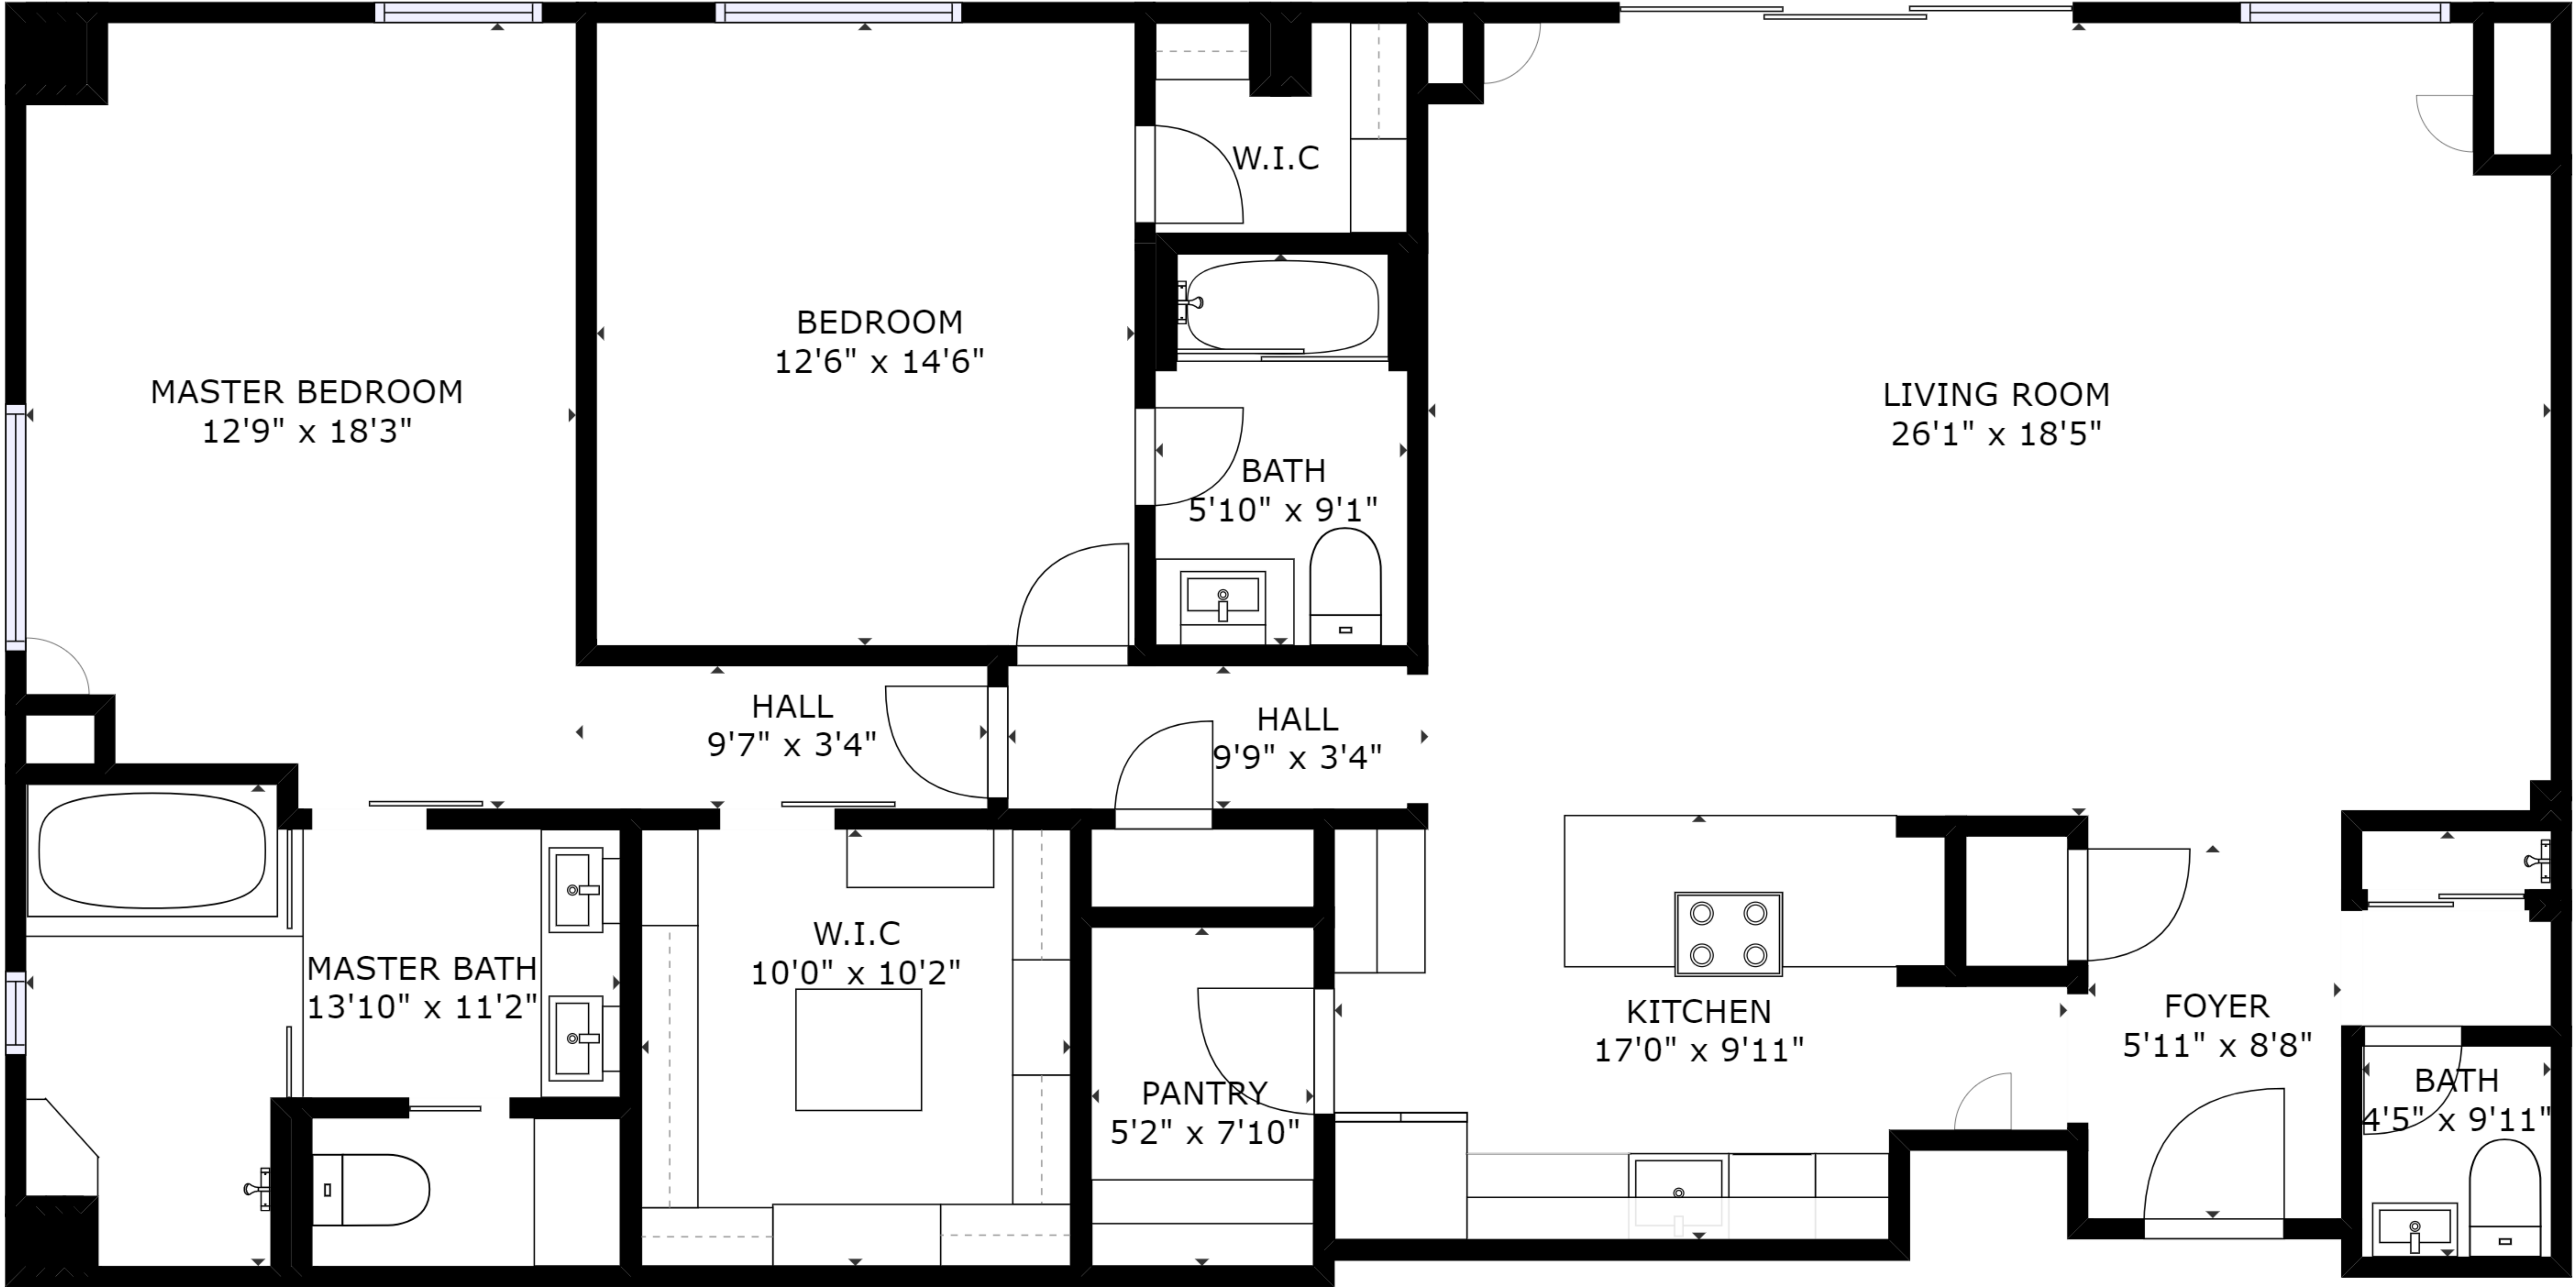 W.I.C
BEDROOM
12'6" x 14'6"
MASTER BEDROOM
12'9" x 18'3"
LIVING ROOM
26'1" x 18'5"
BATH
5'10" x 9'1"
HALL
9'7" x 3'4"
HALL
9'9" x 3'4"
W.I.C
10'0" x 10'2"
MASTER BATH
13'10" x 11'2"
KITCHEN
17'0" x 9'11"
FOYER
5'11" x 8'8"
PANTRY
5'2" x 7'10"
BATH
4'5" x 9'11"